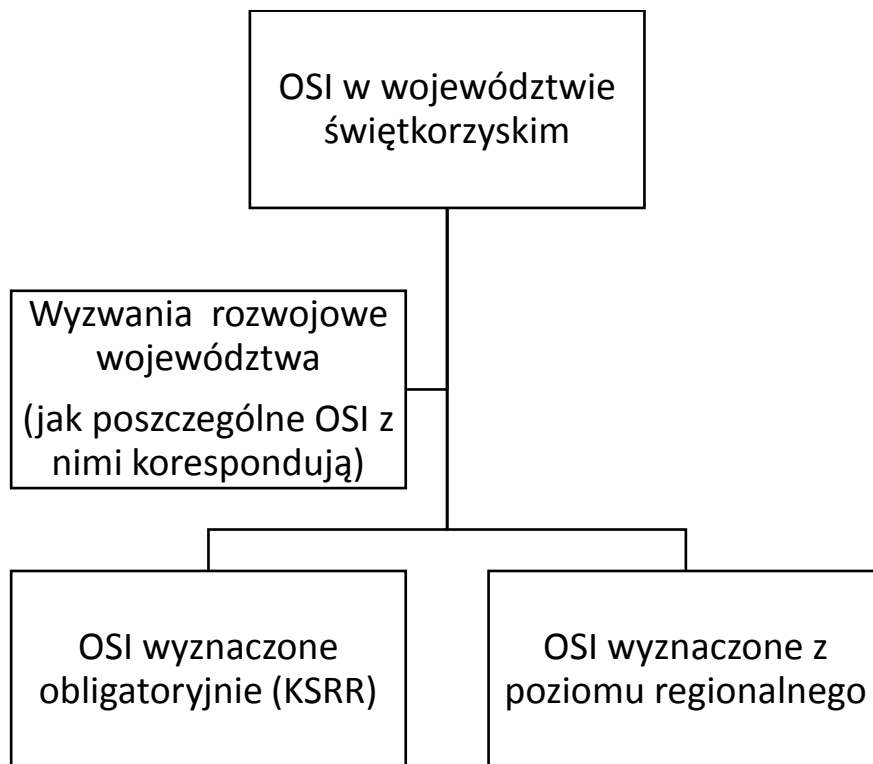 OSI w województwie
świętkorzyskim
Wyzwania rozwojowe
województwa
(jak poszczególne OSI z
nimi korespondują)
OSI wyznaczone
obligatoryjnie (KSRR)
OSI wyznaczone z
poziomu regionalnego